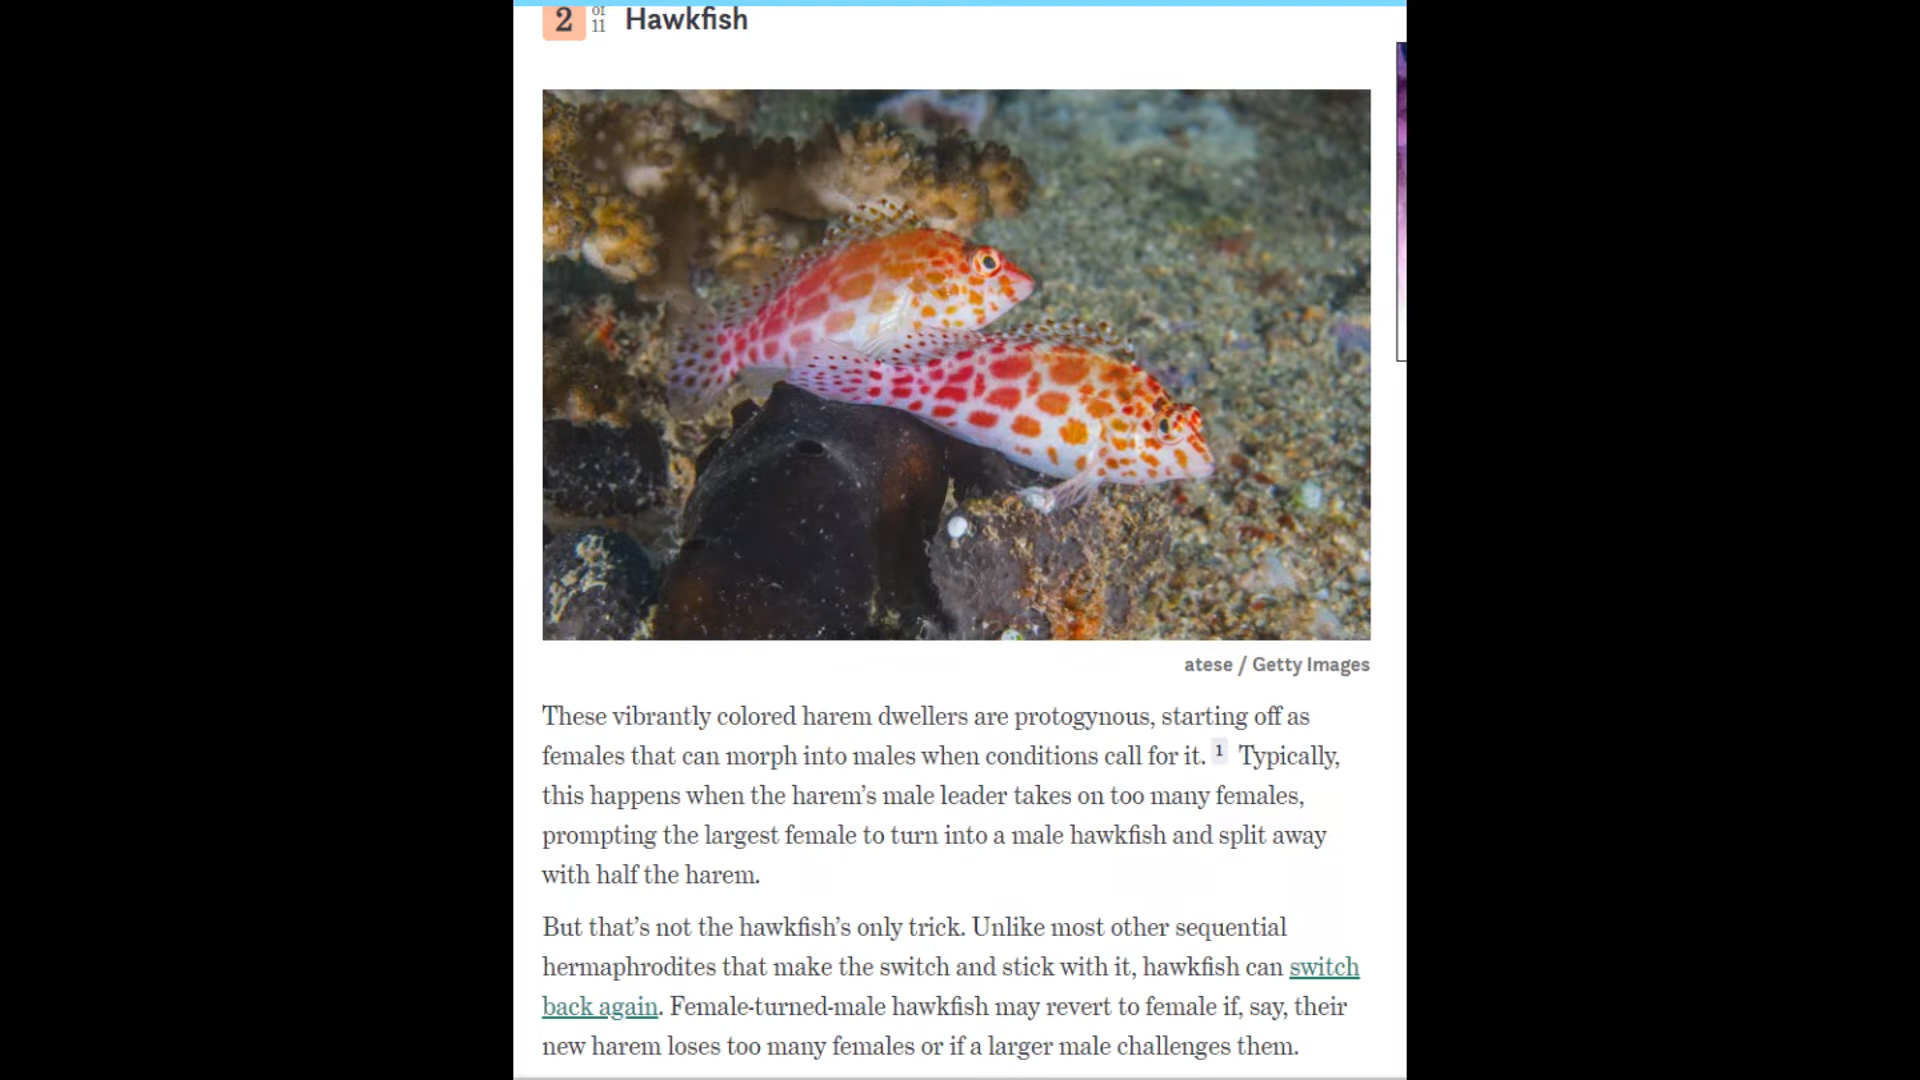 2 of 11 Hawkfish
atese / Getty Images
These vibrantly colored harem dwellers are protogynous, starting off as
females that can morph into males when conditions call for it. 1 Typically,
this happens when the harem’s male leader takes on too many females,
prompting the largest female to turn into a male hawkfish and split away
with half the harem.
But that’s not the hawkfish’s only trick. Unlike most other sequential
hermaphrodites that make the switch and stick with it, hawkfish can switch
back again. Female-turned-male hawkfish may revert to female if, say, their
new harem loses too many females or if a larger male challenges them.